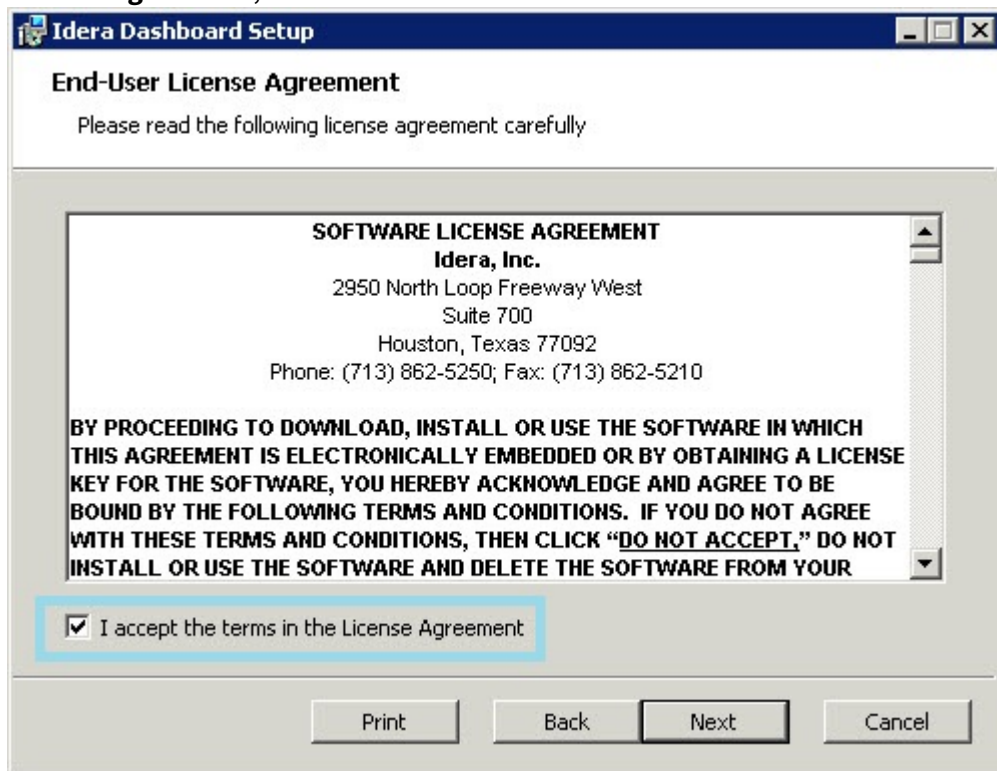 Idera Dashboard Setup
End-User License Agreement
Please read the following license agreement carefully
SOFTWARE LICENSE AGREEMENT
Idera, Inc.
2950 North Loop Freeway West
Suite 700
Houston, Texas 77092
Phone: (713) 862-5250; Fax: (713) 862-5210
BY PROCEEDING TO DOWNLOAD, INSTALL OR USE THE SOFTWARE IN WHICH
THIS AGREEMENT IS ELECTRONICALLY EMBEDDED OR BY OBTAINING A LICENSE
KEY FOR THE SOFTWARE, YOU HEREBY ACKNOWLEDGE AND AGREE TO BE
BOUND BY THE FOLLOWING TERMS AND CONDITIONS.  IF YOU DO NOT AGREE
WITH THESE TERMS AND CONDITIONS, THEN CLICK “DO NOT ACCEPT,” DO NOT
INSTALL OR USE THE SOFTWARE AND DELETE THE SOFTWARE FROM YOUR
I accept the terms in the License Agreement
Print Back Next Cancel